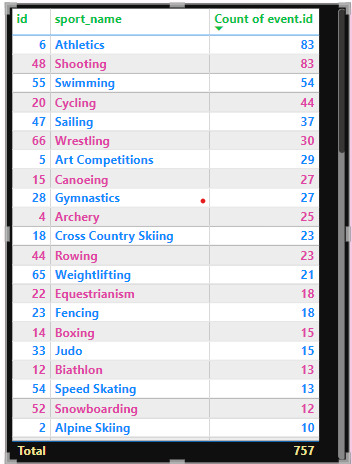 id sport_name Count of event.id
6 Athletics 83
48 Shooting 83
55 Swimming 54
20 Cycling 44
47 Sailing 37
66 Wrestling 30
5 Art Competitions 29
15 Canoeing 27
28 Gymnastics 27
4 Archery 25
18 Cross Country Skiing 23
44 Rowing 23
65 Weightlifting 21
22 Equestrianism 18
23 Fencing 18
14 Boxing 15
33 Judo 15
12 Biathlon 13
54 Speed Skating 13
52 Snowboarding 12
2 Alpine Skiing 10
Total 757